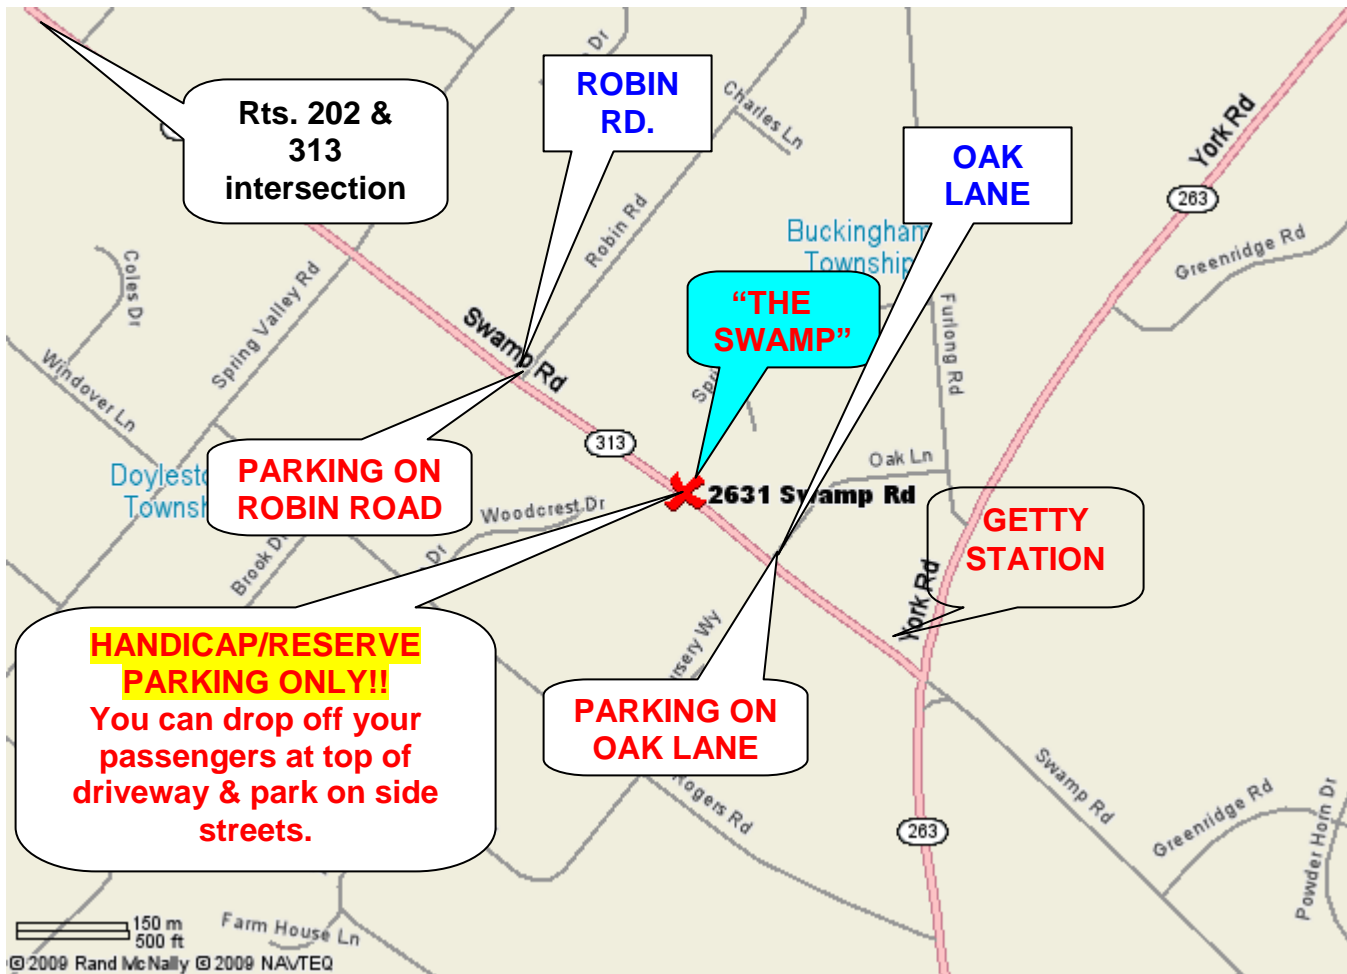 Rts. 202 &
313
intersection
ROBIN
RD.
Dr
Charles Ln
OAK
LANE
York Rd
263
Greenridge Rd
Buckingham
Township
Robin Rd
Coles Dr
Spring Valley Rd
Windover Ln
Swamp Rd
“THE
SWAMP”
Furlong Rd
313
Oak Ln
PARKING ON
ROBIN ROAD
Woodcrest Dr
2631 Swamp Rd
GETTY
STATION
Brook Dr
Dr
York Rd
HANDICAP/RESERVE
PARKING ONLY!!
You can drop off your
passengers at top of
driveway & park on side
streets.
PARKING ON
OAK LANE
Rogers Rd
Swamp Rd
263
Greenridge Rd
Powder Horn Dr
Farm House Ln
150 m
500 ft
© 2009 Rand McNally © 2009 NAVTEQ